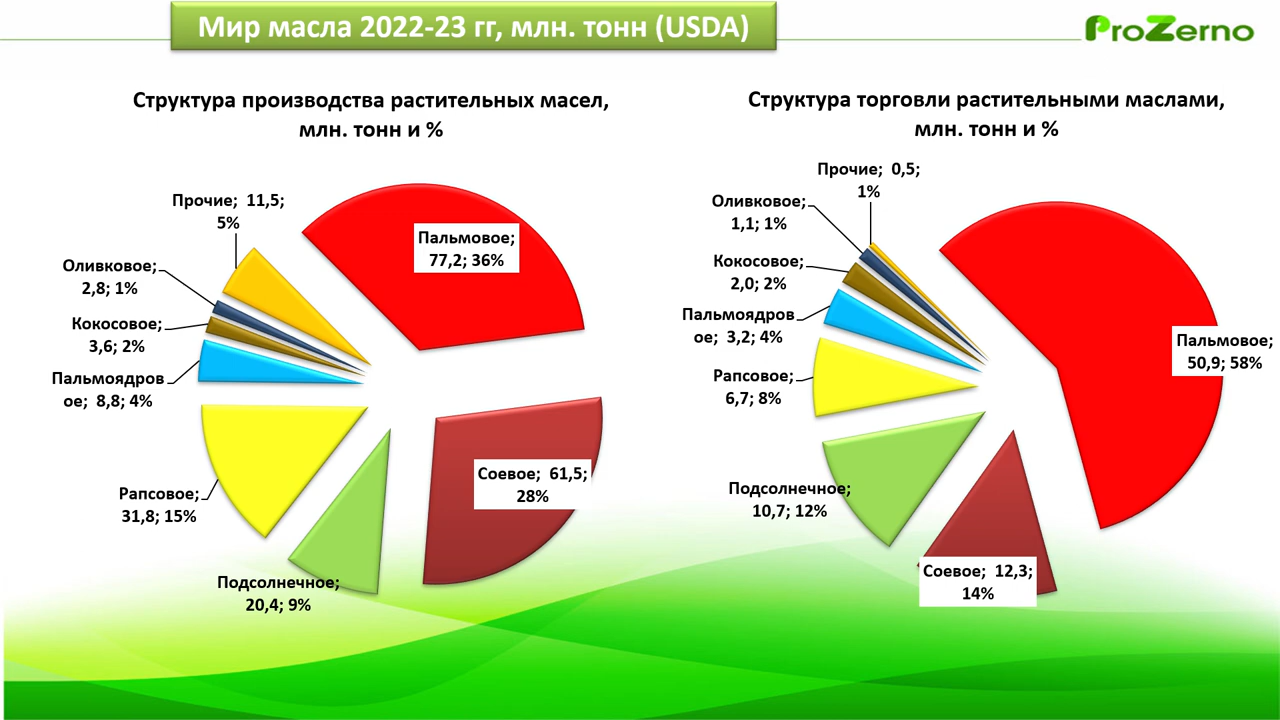 Мир масла 2022-23 гг, млн. тонн (USDA)
ProZerno
Структура производства растительных масел,
млн. тонн и %
Прочие; 11,5;
5%
Пальмовое;
77,2; 36%
Оливковое;
2,8; 1%
Кокосовое;
3,6; 2%
Пальмоядров
ое; 8,8; 4%
Рапсовое;
31,8; 15%
Подсолнечное;
20,4; 9%
Соевое; 61,5;
28%
Структура торговли растительными маслами,
млн. тонн и %
Прочие; 0,5;
1%
Оливковое;
1,1; 1%
Кокосовое;
2,0; 2%
Пальмоядров
ое; 3,2; 4%
Рапсовое;
6,7; 8%
Подсолнечное;
10,7; 12%
Соевое; 12,3;
14%
Пальмовое;
50,9; 58%